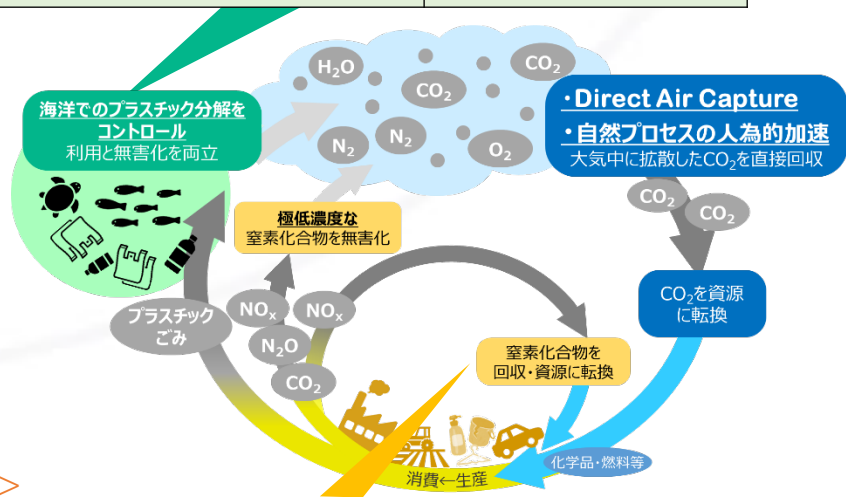 H₂O
CO₂
CO₂
N₂
N₂
O₂
海洋でのプラスチック分解を
コントロール
利用と無害化を両立
・Direct Air Capture
・自然プロセスの人為的加速
大気中に拡散したCO₂を直接回収
CO₂
CO₂
極低濃度な
窒素化合物を無害化
CO₂を資源
に転換
プラスチック
ごみ
NOₓ
NOₓ
N₂O
CO₂
窒素化合物を
回収・資源に転換
化学品・燃料等
消費←生産